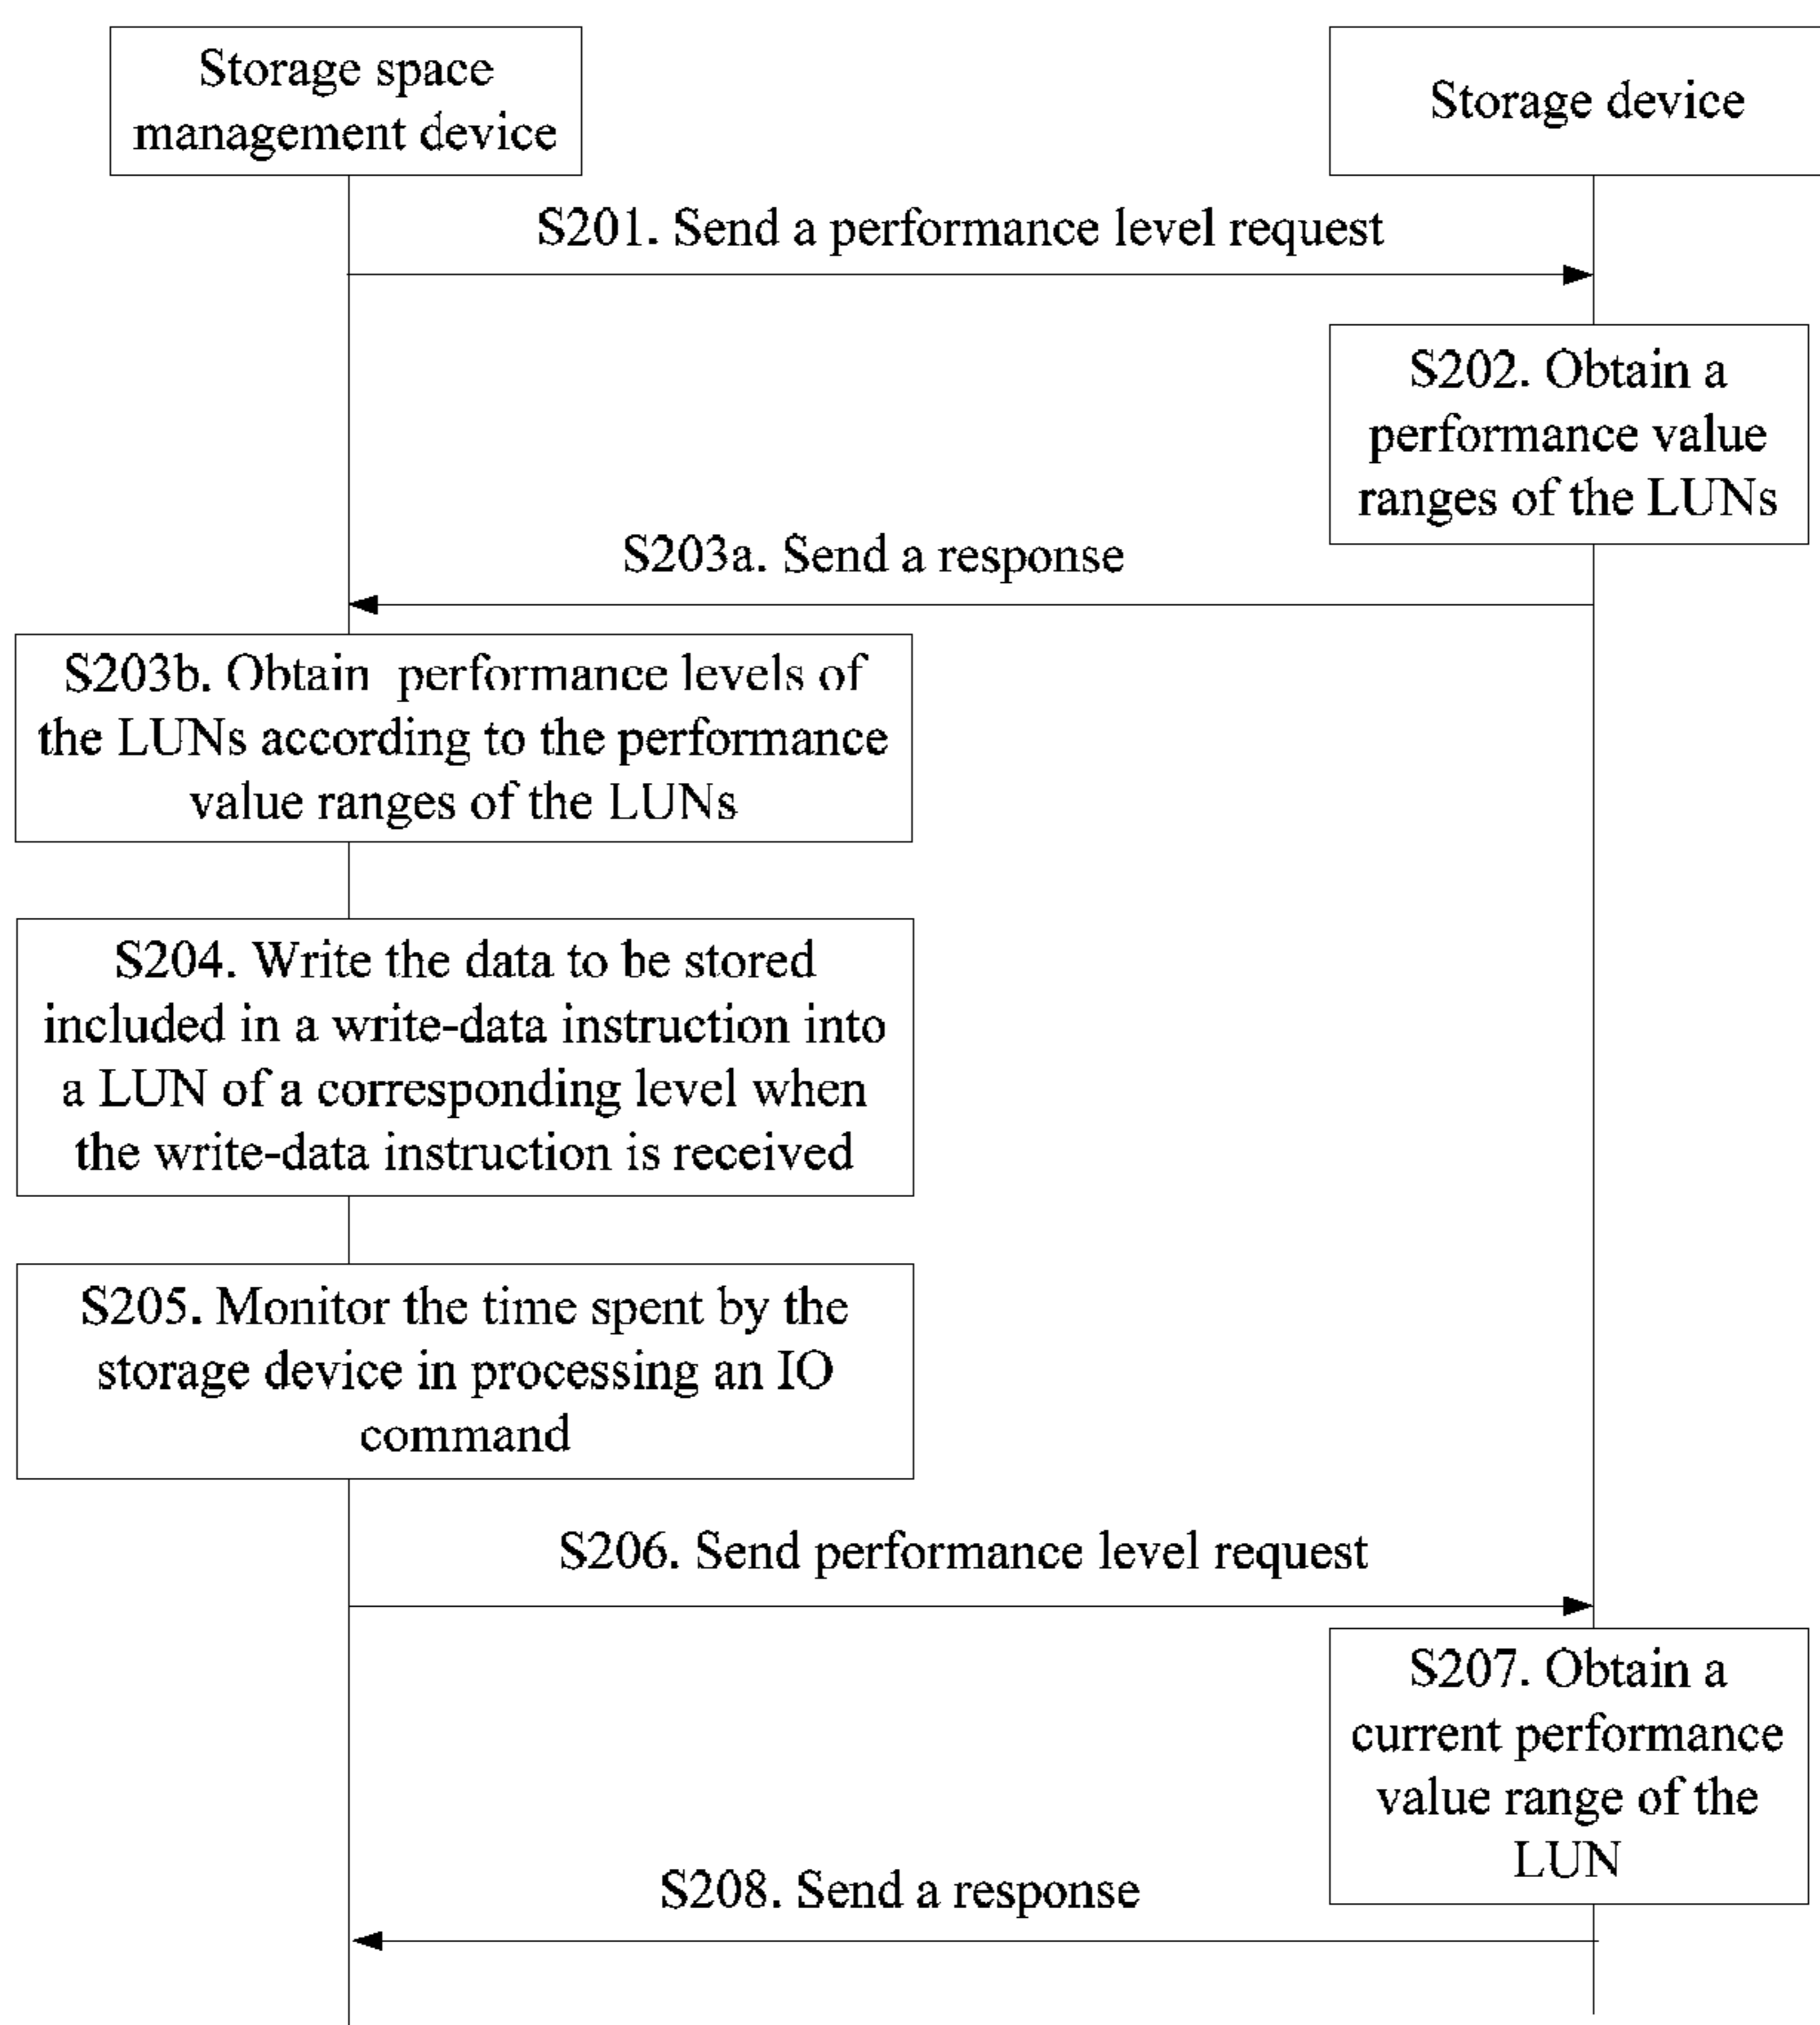 Storage space
management device
Storage device
S201. Send a performance level request
S202. Obtain a
performance value
ranges of the LUNs
S203a. Send a response
S203b. Obtain performance levels of
the LUNs according to the performance
value ranges of the LUNs
S204. Write the data to be stored
included in a write-data instruction into
a LUN of a corresponding level when
the write-data instruction is received
S205. Monitor the time spent by the
storage device in processing an IO
command
S206. Send performance level request
S207. Obtain a
current performance
value range of the
LUN
S208. Send a response